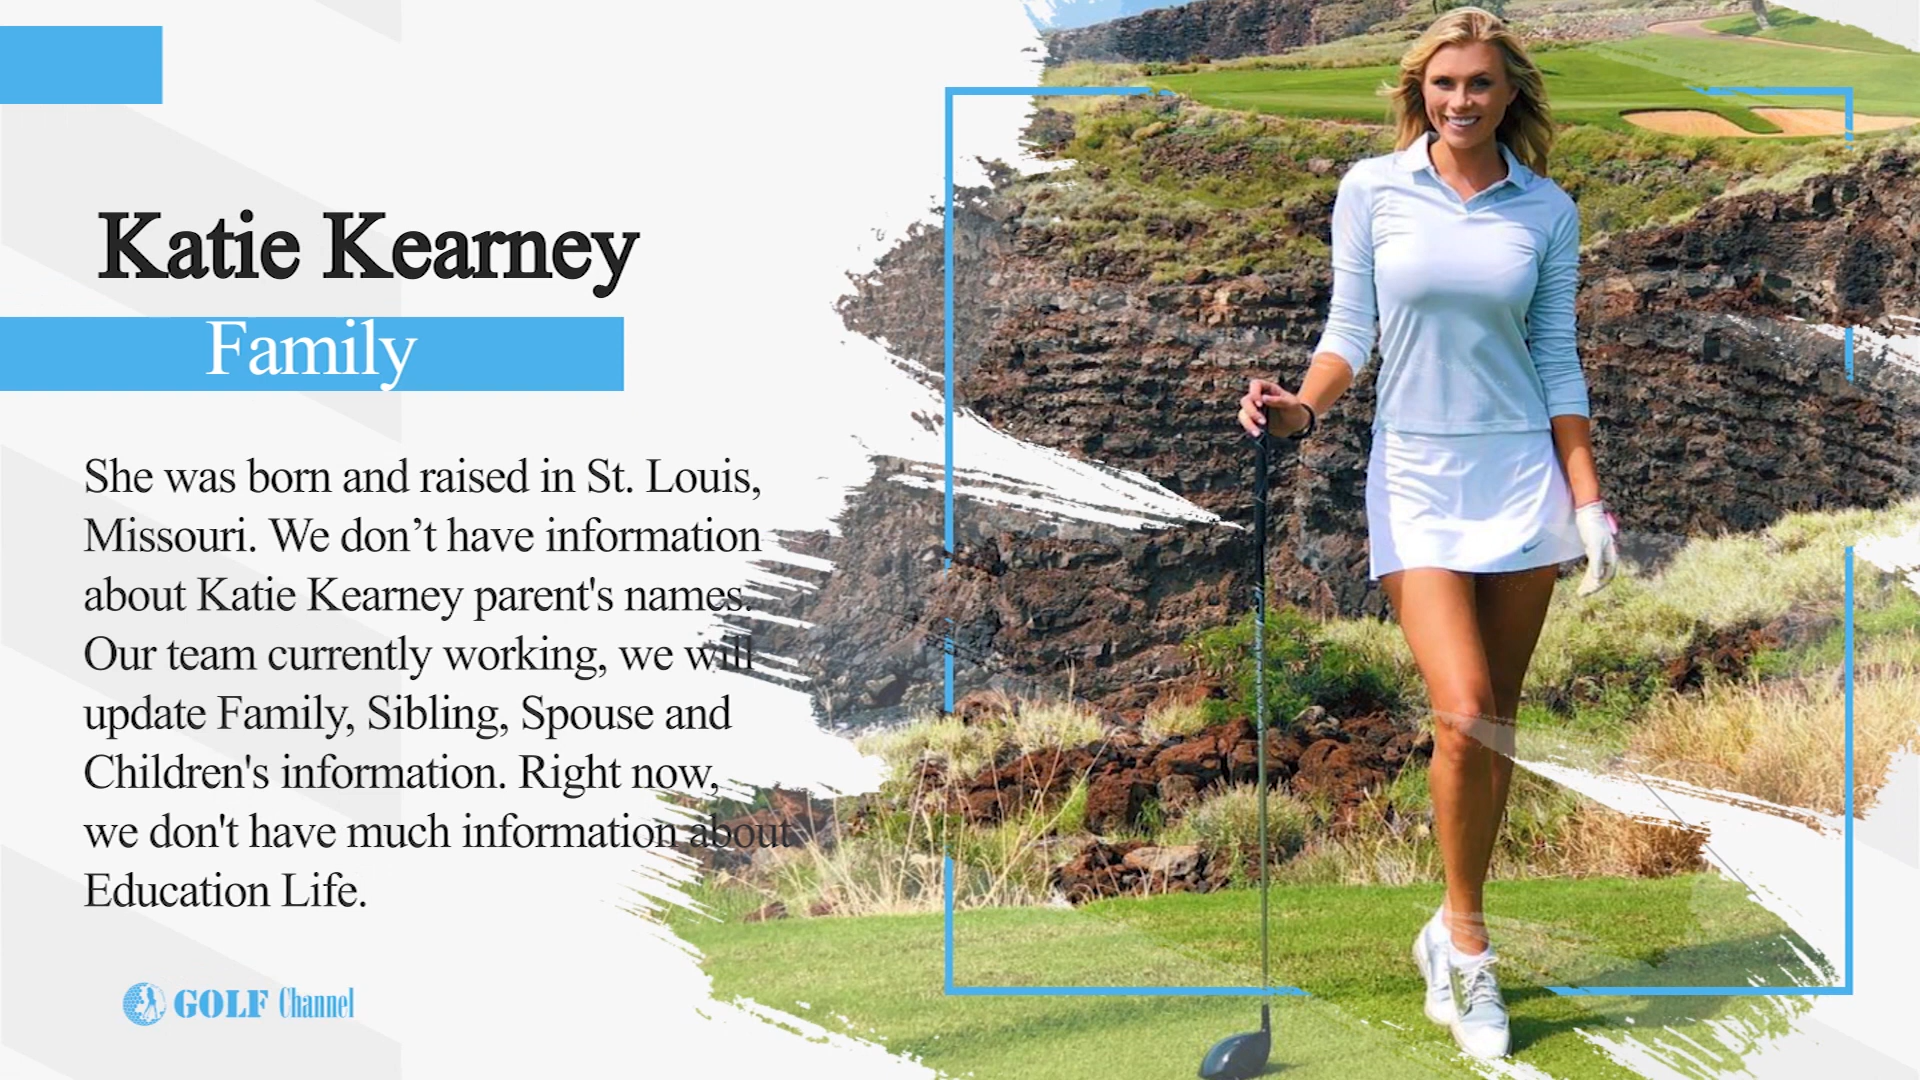 Katie Kearney
Family
She was born and raised in St. Louis,
Missouri. We don’t have information
about Katie Kearney parent's names.
Our team currently working, we will
update Family, Sibling, Spouse and
Children's information. Right now,
we don't have much information about
Education Life.
GOLF Channel